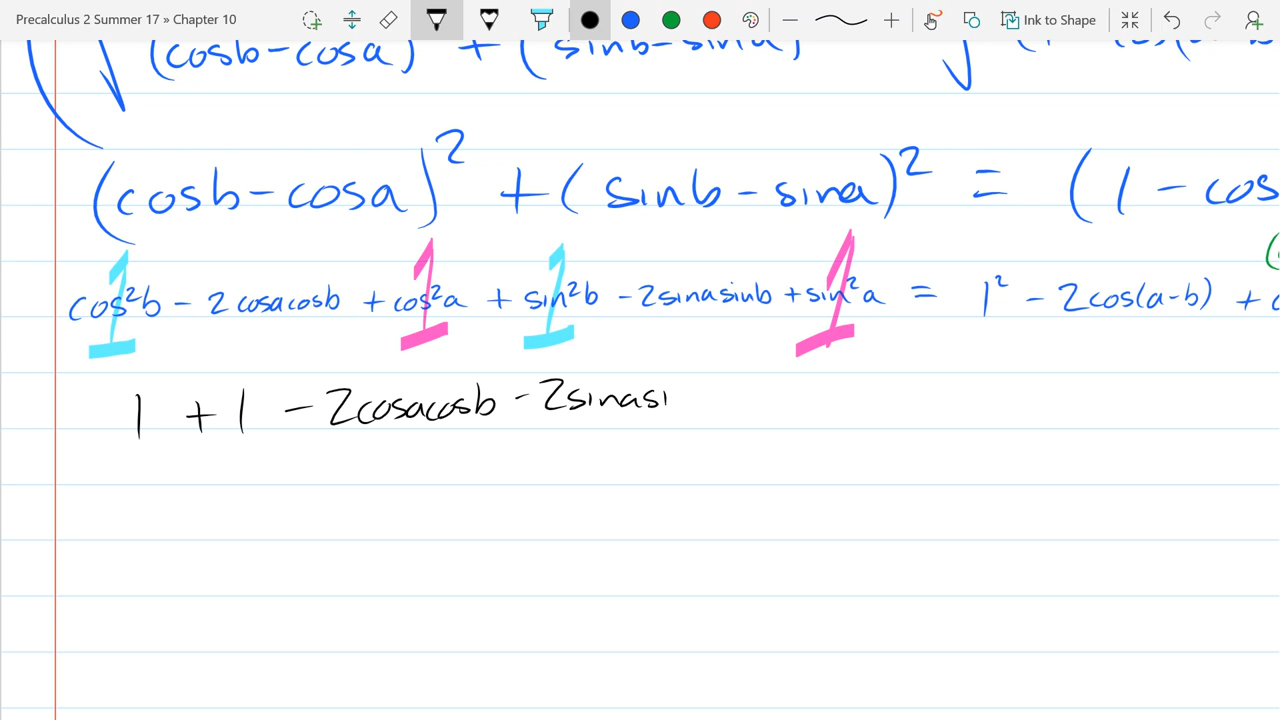 Precalculus 2 Summer 17 » Chapter 10
Ink to Shape
√(cosb-cosa) + (sinb-sina)
(cosb-cosa)² + (sinb-sina)² = (1-cos
cos²b - 2cosacosb + cos²a + sin²b - 2sinasinb + sin²a = 1² - 2cos(a-b) +
1 1 1 1
1 + 1 - 2cosacosb - 2sinasi